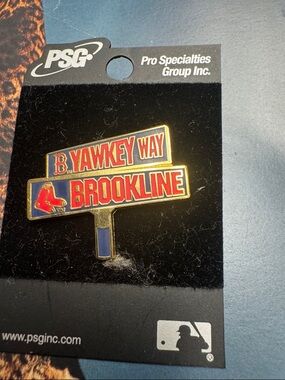 PSG
Pro Specialties
Group Inc.
B YAWKEY WAY
BROOKLINE
www.psginc.com